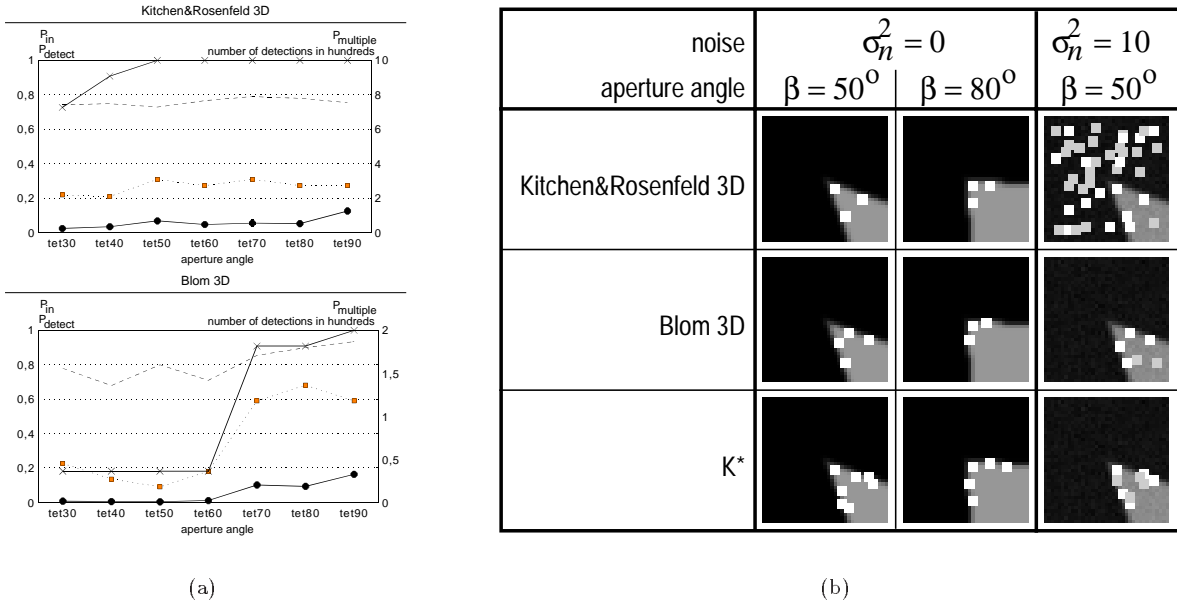 Kitchen&Rosenfeld 3D
P_in P_multiple
P_detect number of detections in hundreds
1 10
0,8 8
0,6 6
0,4 4
0,2 2
0 0
tet30 tet40 tet50 tet60 tet70 tet80 tet90
aperture angle
Blom 3D
P_in P_multiple
P_detect number of detections in hundreds
1 2
0,8 1,5
0,6
1
0,4
0,2 0,5
0 0
tet30 tet40 tet50 tet60 tet70 tet80 tet90
aperture angle
(a)
noise σ_n^2 = 0 σ_n^2 = 10
aperture angle β = 50° β = 80° β = 50°
Kitchen&Rosenfeld 3D
Blom 3D
K*
(b)